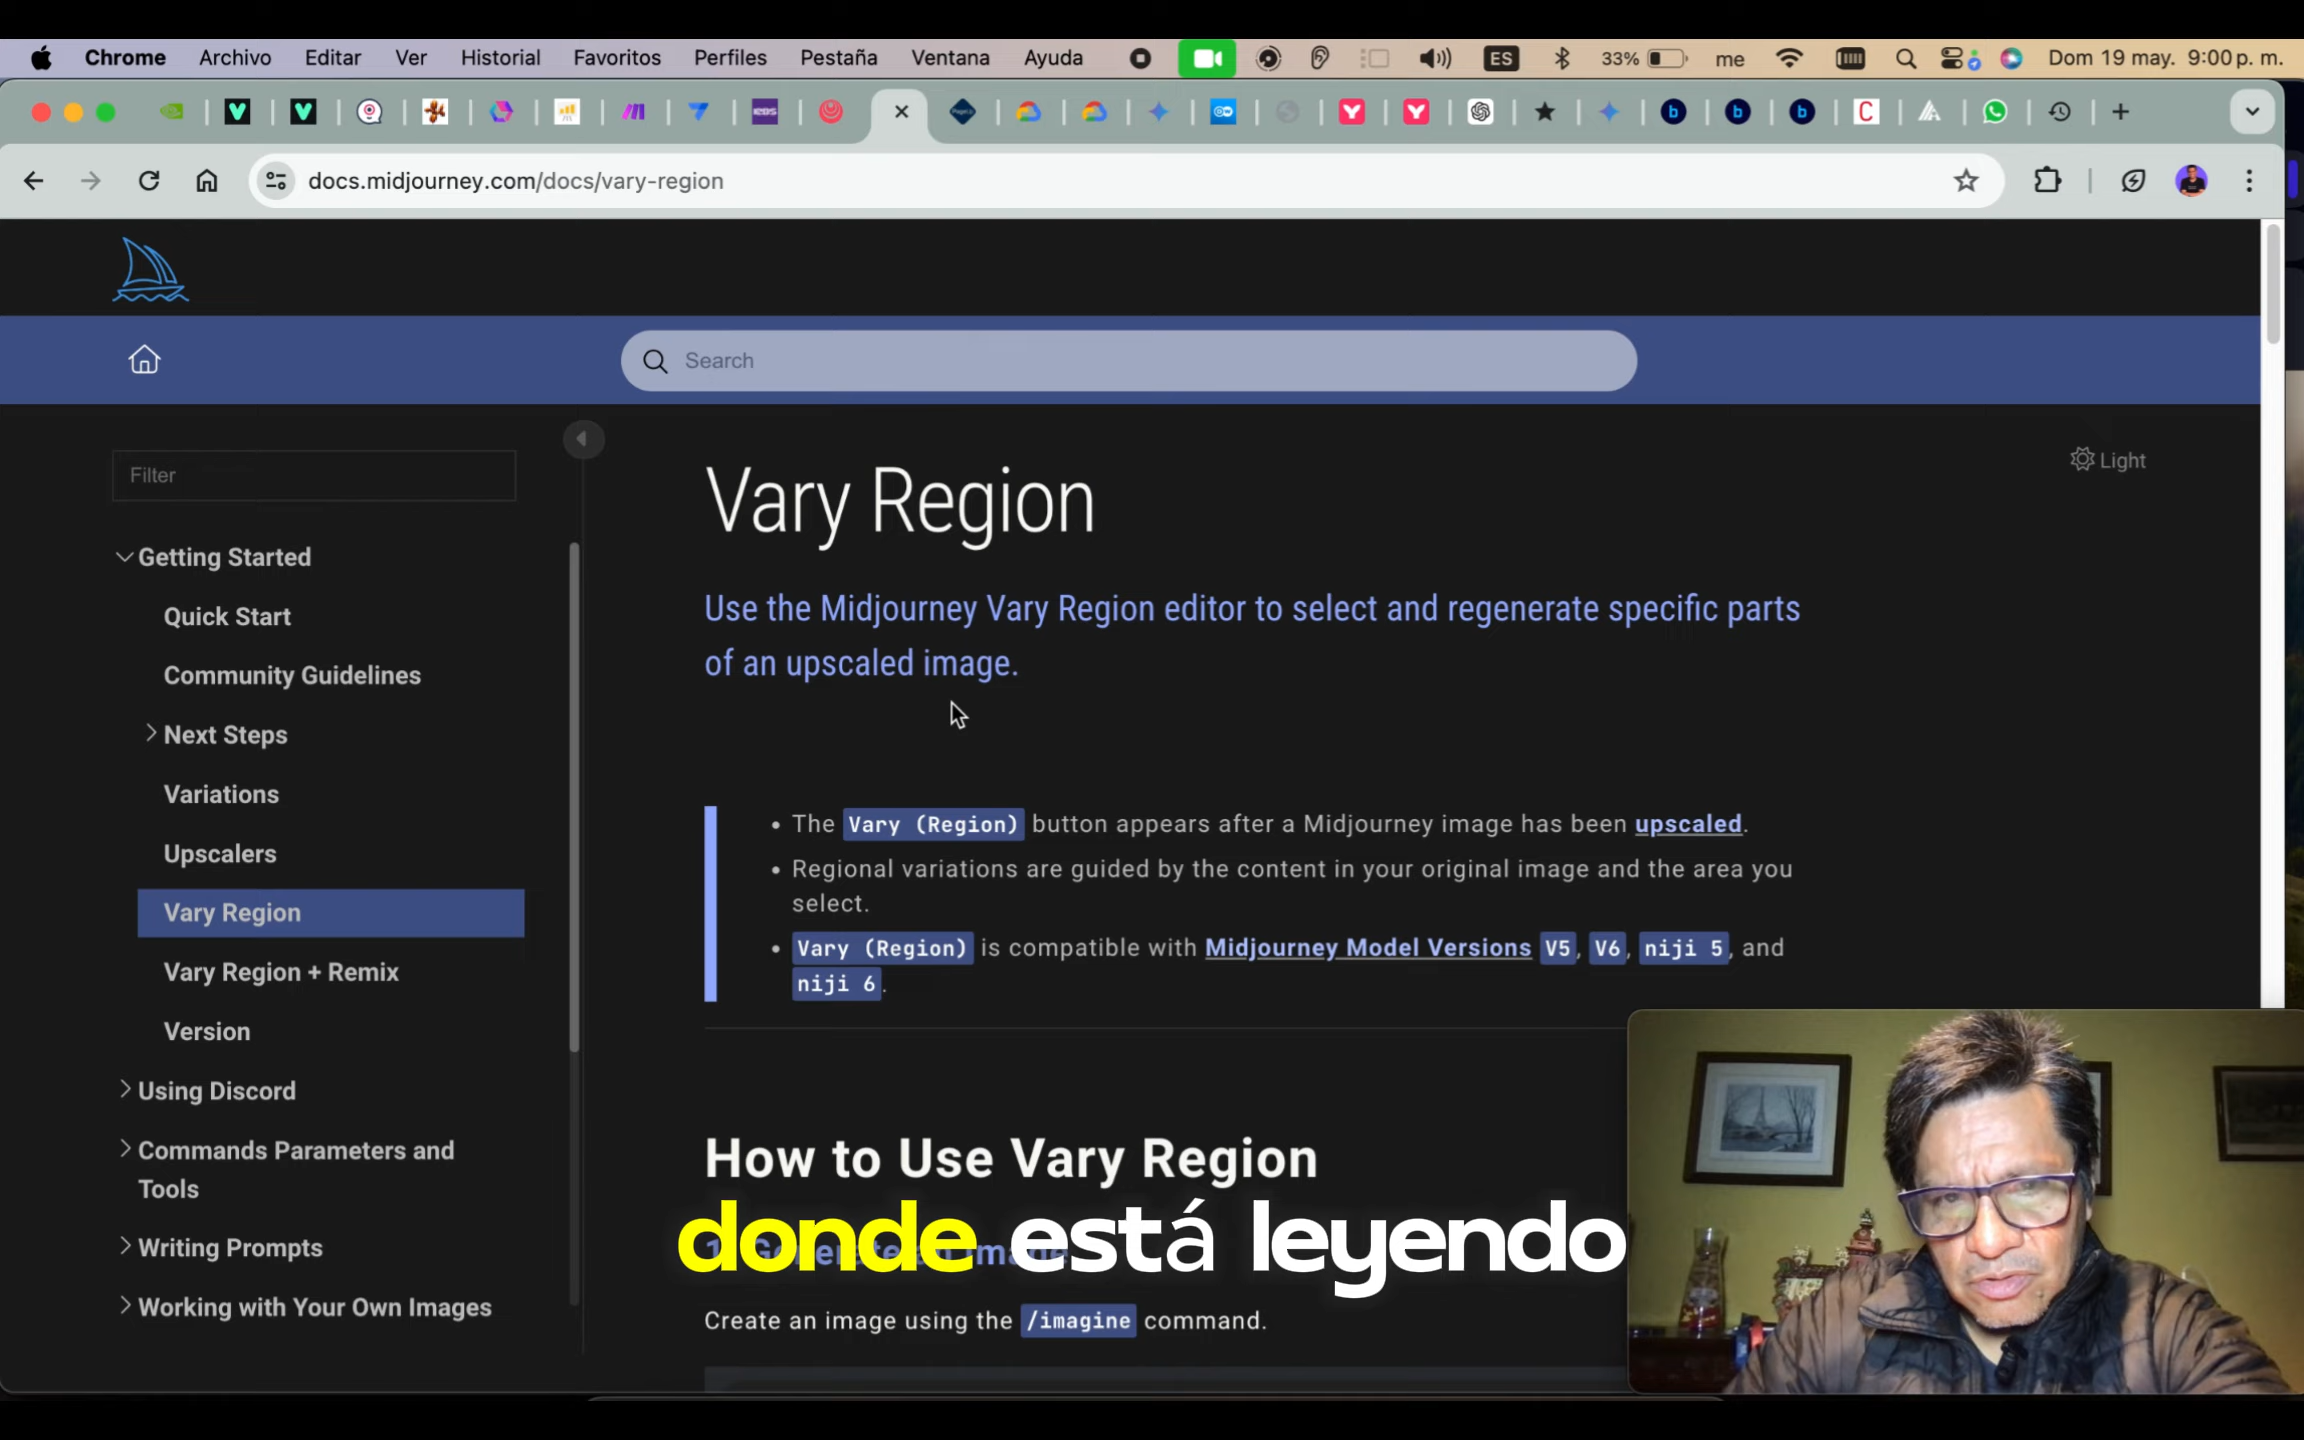 Chrome Archivo Editar Ver Historial Favoritos Perfiles Pestaña Ventana Ayuda ES 33% me Dom 19 may. 9:00 p. m.
docs.midjourney.com/docs/vary-region
Search
Filter
Getting Started
Quick Start
Community Guidelines
Next Steps
Variations
Upscalers
Vary Region
Vary Region + Remix
Version
Using Discord
Commands Parameters and
Tools
Writing Prompts
Working with Your Own Images
Light
Vary Region
Use the Midjourney Vary Region editor to select and regenerate specific parts
of an upscaled image.
• The Vary (Region) button appears after a Midjourney image has been upscaled.
• Regional variations are guided by the content in your original image and the area you
select.
• Vary (Region) is compatible with Midjourney Model Versions V5, V6, niji 5, and
niji 6.
How to Use Vary Region
donde está leyendo
Create an image using the /imagine command.